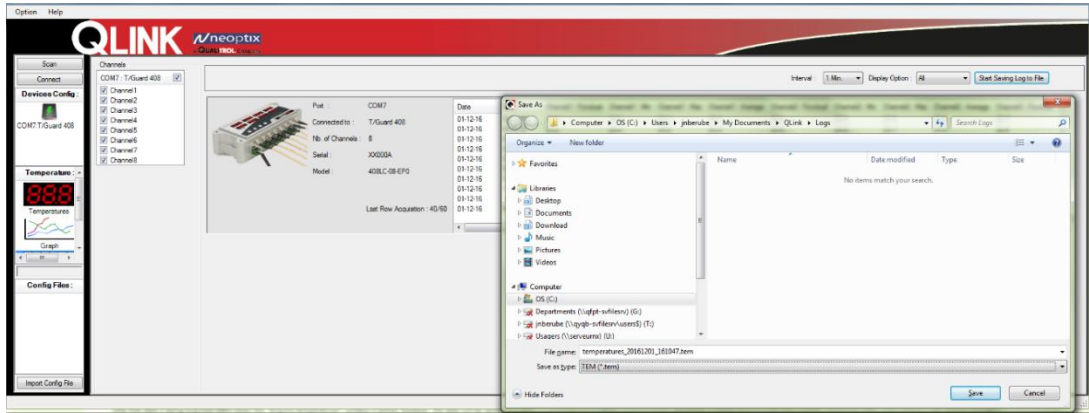 Option Help
QLINK neoptix
QUALITROL
Scan
Connect
Devices Config :
COM7:T/Guard 408
Temperature :
888
Temperatures
Graph
Config Files :
Import Config File
Channels
COM7 : T/Guard 408
Channel1
Channel2
Channel3
Channel4
Channel5
Channel6
Channel7
Channel8
Interval : 1 Min. Display Option : All Start Saving Log to File
Port : COM7
Connected to : T/Guard 408
Nb. of Channels : 8
Serial :
Model : 408LC-08-EP0
Last Row Acquisition : 40/60
Date
01-12-16
01-12-16
01-12-16
01-12-16
01-12-16
01-12-16
01-12-16
01-12-16
01-12-16
01-12-16
Save As
Computer ▸ OS (C:) ▸ Users ▸ jnberube ▸ My Documents ▸ QLink ▸ Logs
Search Logs
Organize New folder
Favorites
Libraries
Desktop
Documents
Download
Music
Pictures
Videos
Computer
OS (C:)
Departments (\\qfpt-svfilesrv) (G:)
jnberube (\\qyqb-svfilesrv\users$) (T:)
Usagers (\\serveurnx) (U:)
Name Date modified Type Size
No items match your search.
File name: temperatures_20161201_161047.tem
Save as type: TEM (*.tem)
Hide Folders
Save Cancel